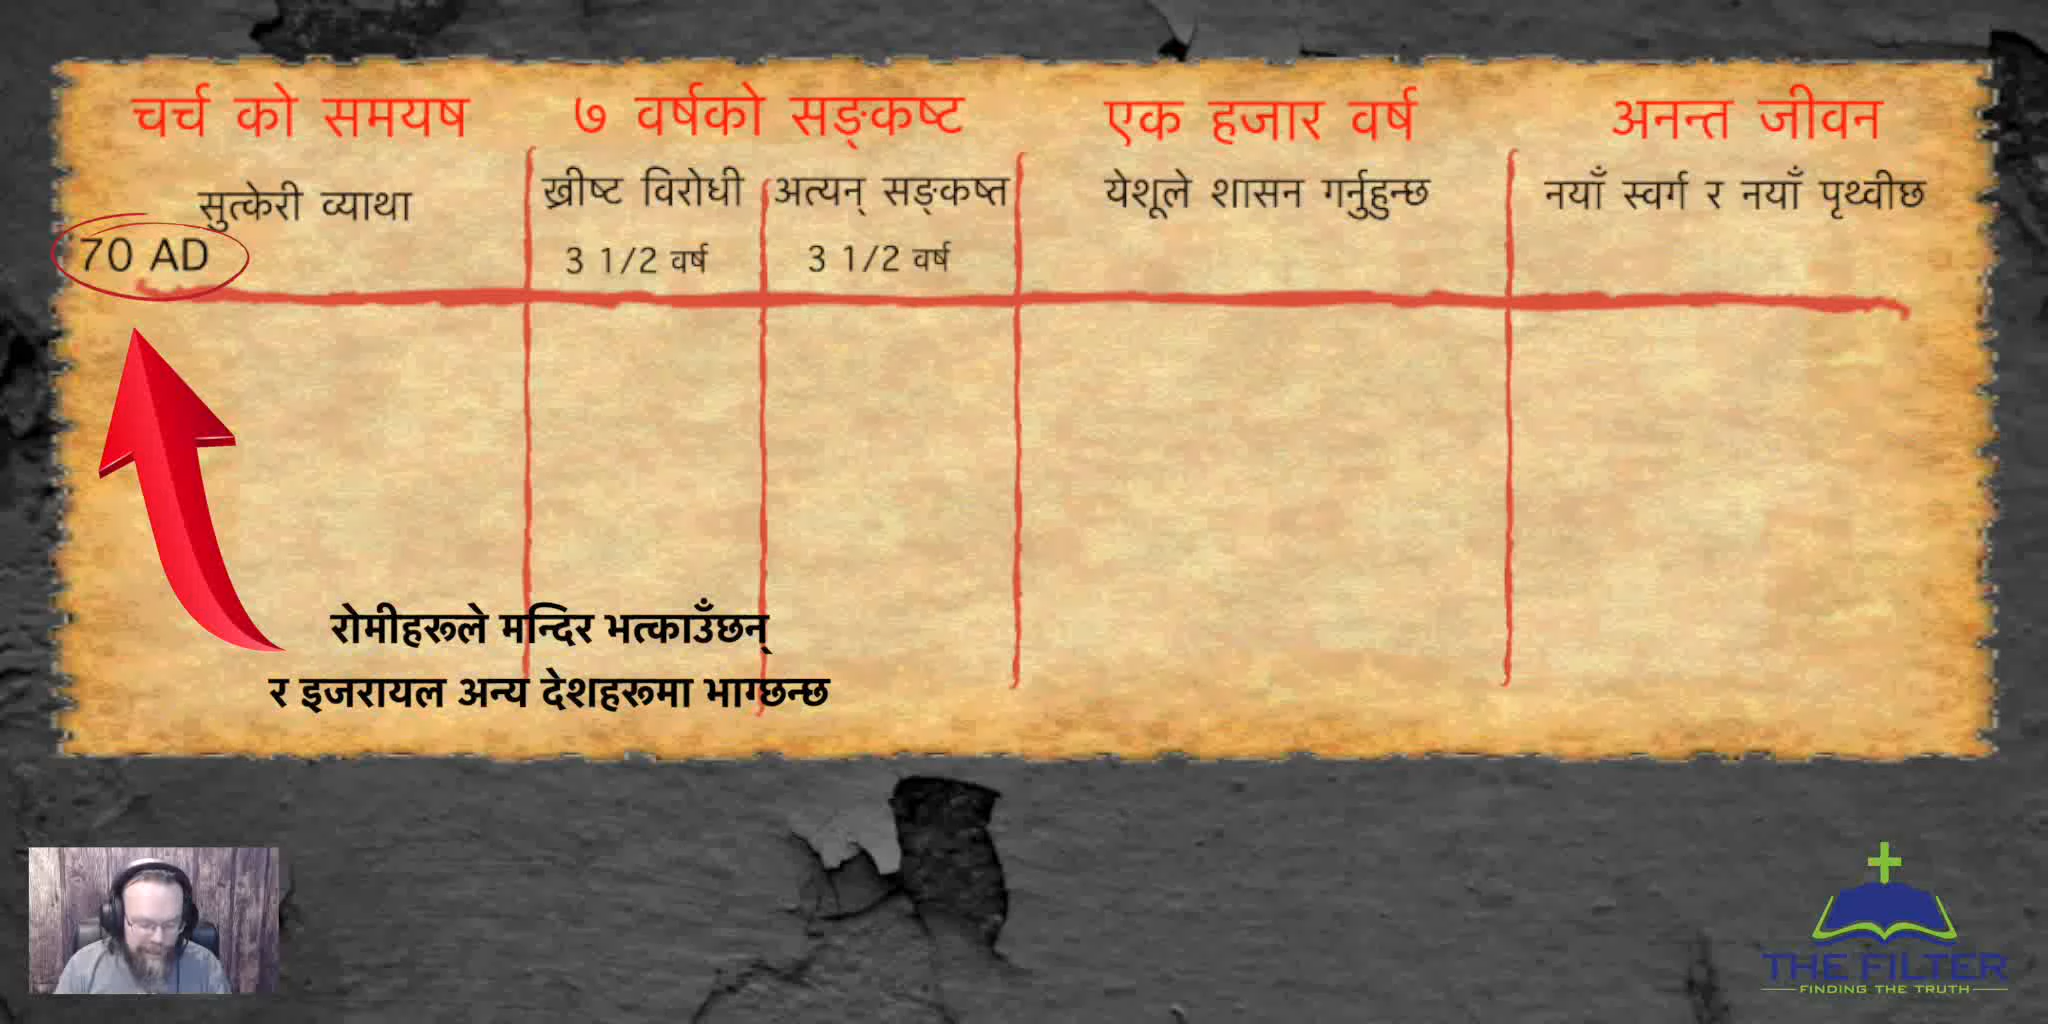 चर्च को समयष
७ वर्षको सङ्कष्ट
एक हजार वर्ष
अनन्त जीवन
सुत्केरी व्याथा
ख्रीष्ट विरोधी
अत्यन् सङ्कष्त
येशूले शासन गर्नुहुन्छ
नयाँ स्वर्ग र नयाँ पृथ्वीछ
70 AD
3 1/2 वर्ष
3 1/2 वर्ष
रोमीहरूले मन्दिर भत्काउँछन्
र इजरायल अन्य देशहरूमा भाग्छन्छ
THE FILTER
FINDING THE TRUTH